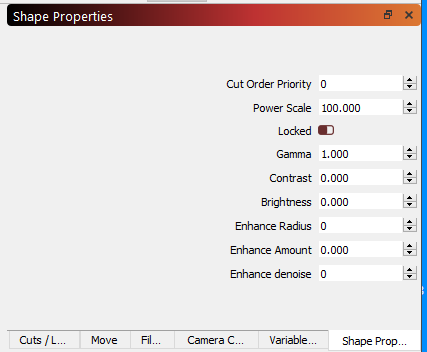 Shape Properties
Cut Order Priority 0
Power Scale 100.000
Locked
Gamma 1.000
Contrast 0.000
Brightness 0.000
Enhance Radius 0
Enhance Amount 0.000
Enhance denoise 0
Cuts / L... Move Fil... Camera C... Variable... Shape Prop...